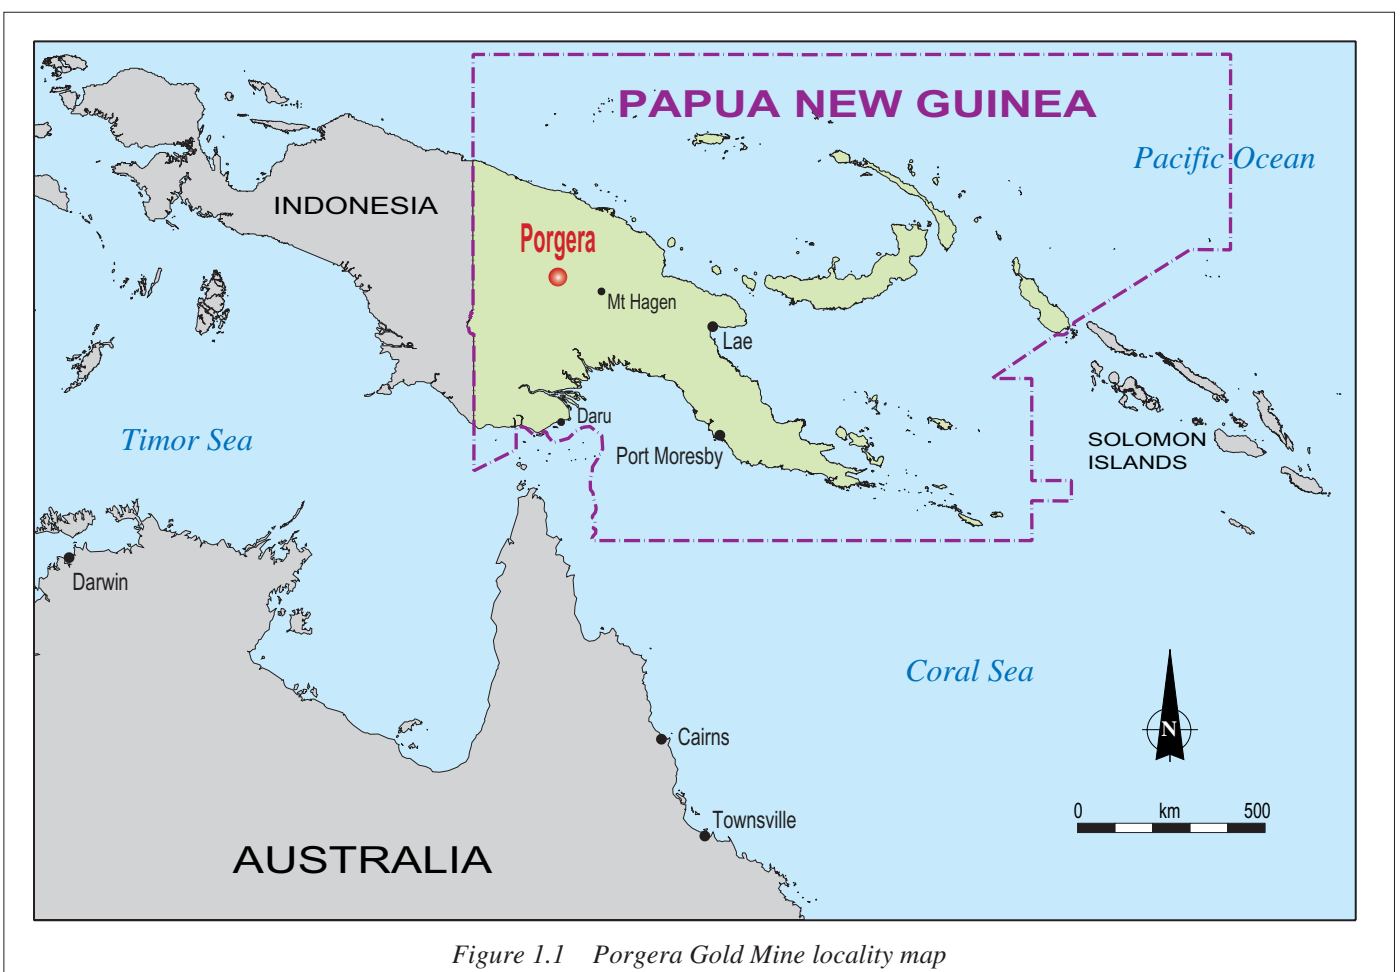 PAPUA NEW GUINEA
Pacific Ocean
INDONESIA
Porgera
Mt Hagen
Lae
Daru
Timor Sea
Port Moresby
SOLOMON
ISLANDS
Darwin
Coral Sea
N
Cairns
0 km 500
Townsville
AUSTRALIA
Figure 1.1 Porgera Gold Mine locality map